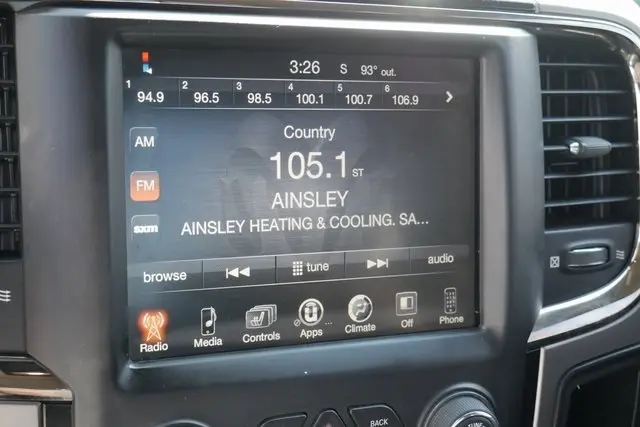 3:26 S 93° out.
1 94.9 2 96.5 3 98.5 4 100.1 5 100.7 6 106.9
Country
AM
105.1 ST
FM
AINSLEY
sxm
AINSLEY HEATING & COOLING. SA...
browse tune audio
Radio Media Controls Apps... Climate Off Phone
BACK
TUNE